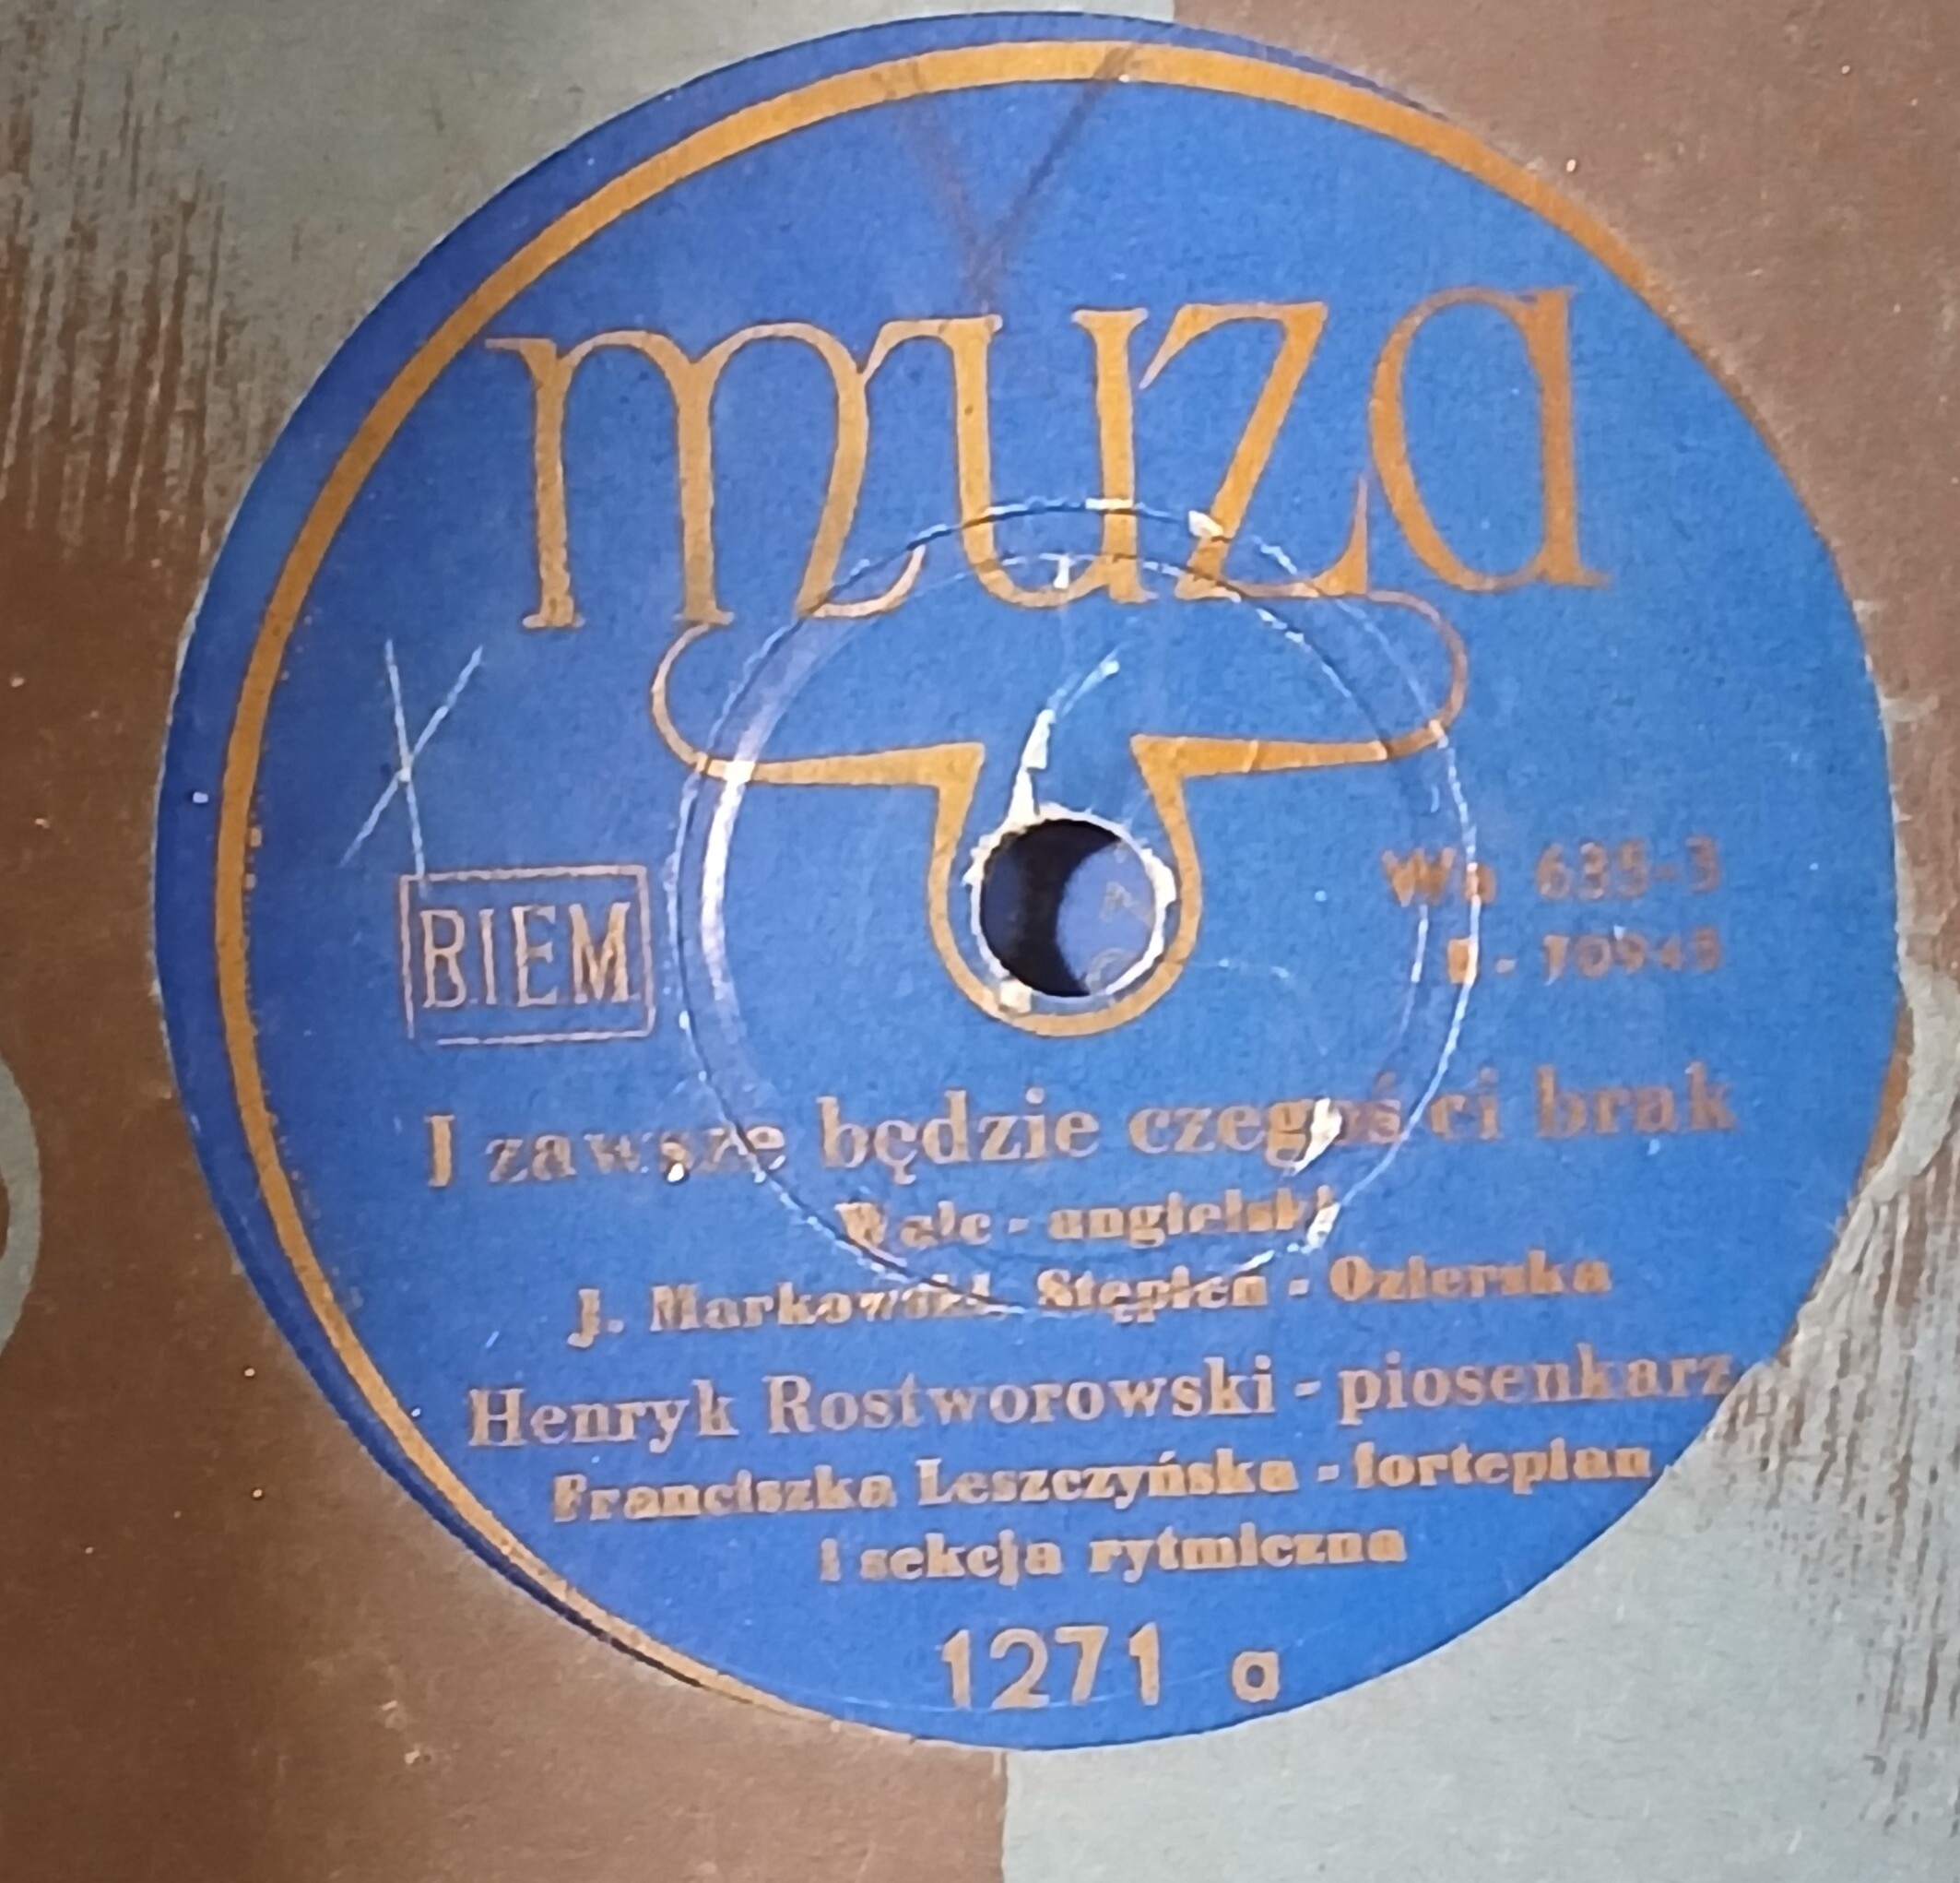 muza
BIEM
Wa 635-3
I zawsze będzie czegoś ci brak
Walc - angielski
J. Markowski, Stępień - Ozierska
Henryk Rostworowski - piosenkarz
Franciszka Leszczyńska - fortepian
i sekcja rytmiczna
1271 a